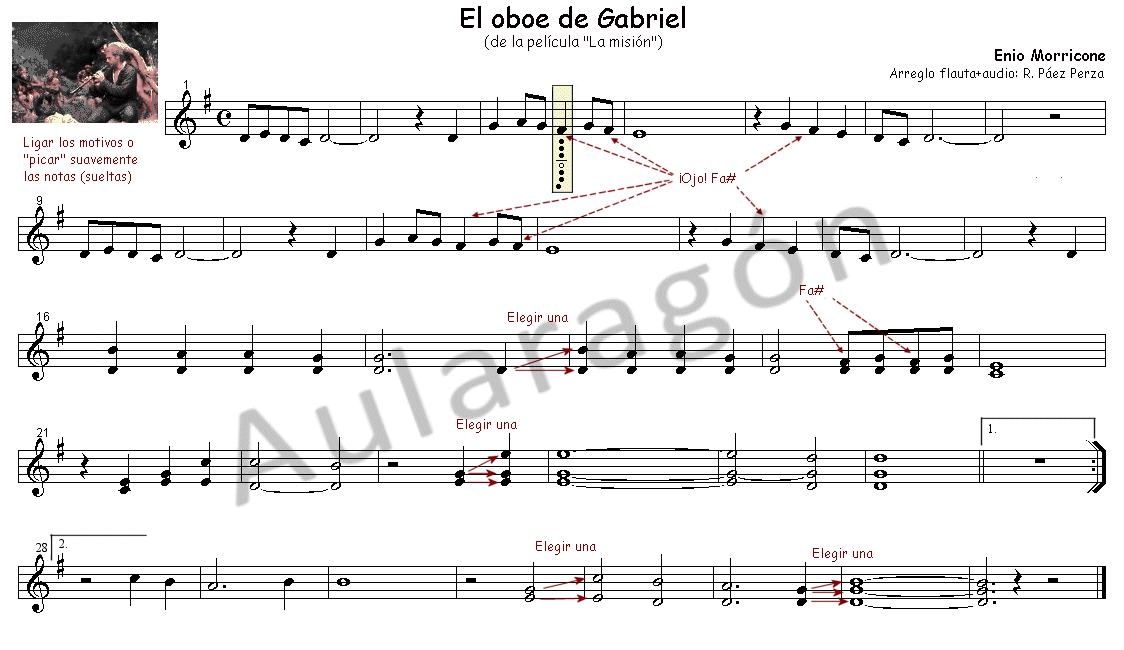 El oboe de Gabriel
(de la película "La misión")
Enio Morricone
Arreglo flauta+audio: R. Páez Perza
1
Ligar los motivos o
"picar" suavemente
las notas (sueltas)
¡Ojo! Fa#
9
Fa#
16
Elegir una
21
Elegir una
1.
28
2.
Elegir una
Elegir una
Aularagón